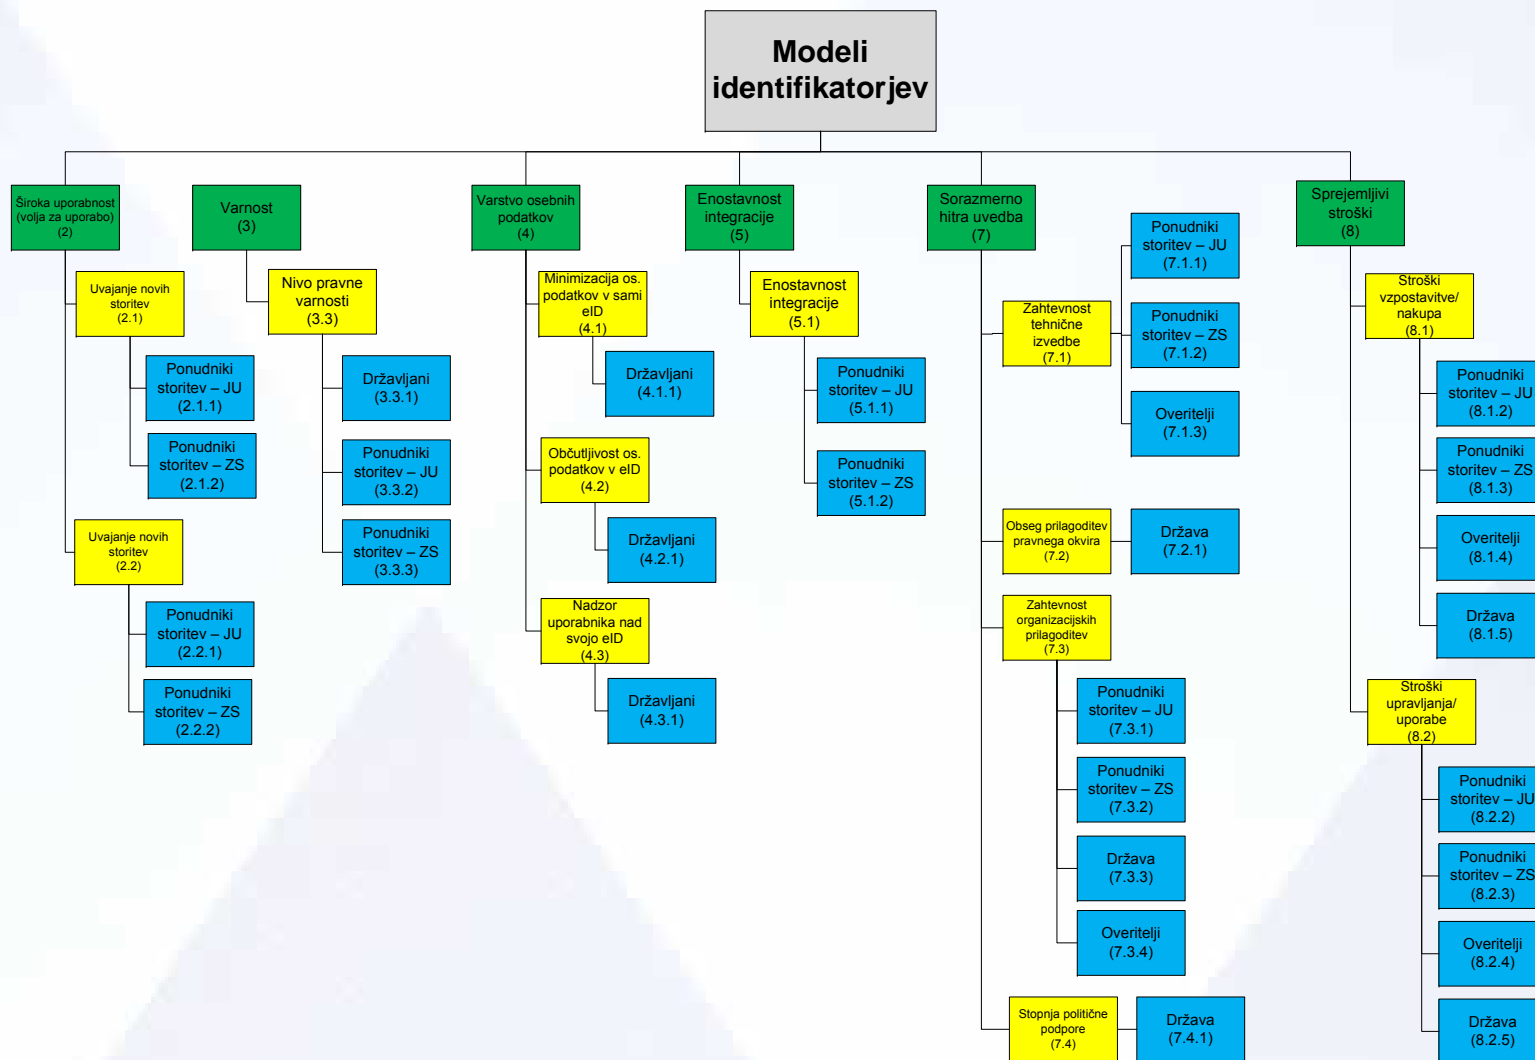 Modeli
identifikatorjev
Široka uporabnost
(volja za uporabo)
(2)
Uvajanje novih
storitev
(2.1)
Ponudniki
storitev – JU
(2.1.1)
Ponudniki
storitev – ZS
(2.1.2)
Uvajanje novih
storitev
(2.2)
Ponudniki
storitev – JU
(2.2.1)
Ponudniki
storitev – ZS
(2.2.2)
Varnost
(3)
Nivo pravne
varnosti
(3.3)
Državljani
(3.3.1)
Ponudniki
storitev – JU
(3.3.2)
Ponudniki
storitev – ZS
(3.3.3)
Varstvo osebnih
podatkov
(4)
Minimizacija os.
podatkov v sami
eID
(4.1)
Državljani
(4.1.1)
Občutljivost os.
podatkov v eID
(4.2)
Državljani
(4.2.1)
Nadzor
uporabnika nad
svojo eID
(4.3)
Državljani
(4.3.1)
Enostavnost
integracije
(5)
Enostavnost
integracije
(5.1)
Ponudniki
storitev – JU
(5.1.1)
Ponudniki
storitev – ZS
(5.1.2)
Sorazmerno
hitra uvedba
(7)
Zahtevnost
tehnične
izvedbe
(7.1)
Ponudniki
storitev – JU
(7.1.1)
Ponudniki
storitev – ZS
(7.1.2)
Overitelji
(7.1.3)
Obseg prilagoditev
pravnega okvira
(7.2)
Država
(7.2.1)
Zahtevnost
organizacijskih
prilagoditev
(7.3)
Ponudniki
storitev – JU
(7.3.1)
Ponudniki
storitev – ZS
(7.3.2)
Država
(7.3.3)
Overitelji
(7.3.4)
Stopnja politične
podpore
(7.4)
Država
(7.4.1)
Sprejemljivi
stroški
(8)
Stroški
vzpostavitve/
nakupa
(8.1)
Ponudniki
storitev – JU
(8.1.2)
Ponudniki
storitev – ZS
(8.1.3)
Overitelji
(8.1.4)
Država
(8.1.5)
Stroški
upravljanja/
uporabe
(8.2)
Ponudniki
storitev – JU
(8.2.2)
Ponudniki
storitev – ZS
(8.2.3)
Overitelji
(8.2.4)
Država
(8.2.5)